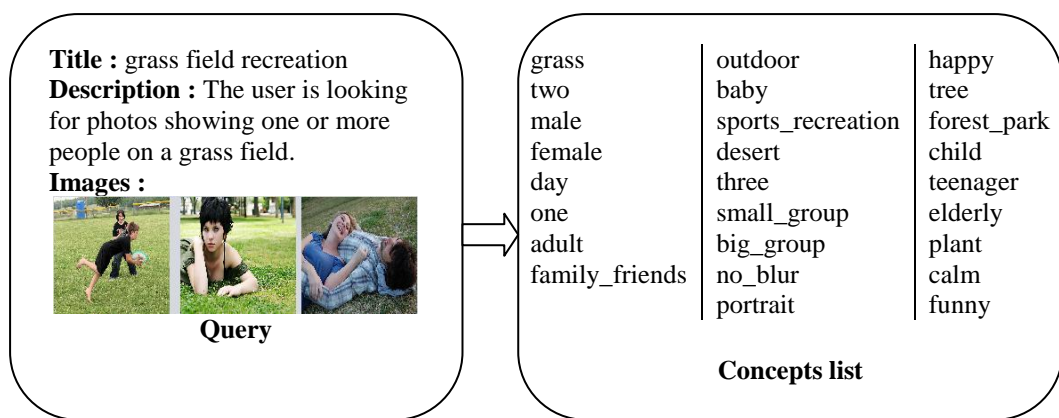 Title : grass field recreation
Description : The user is looking
for photos showing one or more
people on a grass field.
Images :
Query
grass
two
male
female
day
one
adult
family_friends
outdoor
baby
sports_recreation
desert
three
small_group
big_group
no_blur
portrait
happy
tree
forest_park
child
teenager
elderly
plant
calm
funny
Concepts list